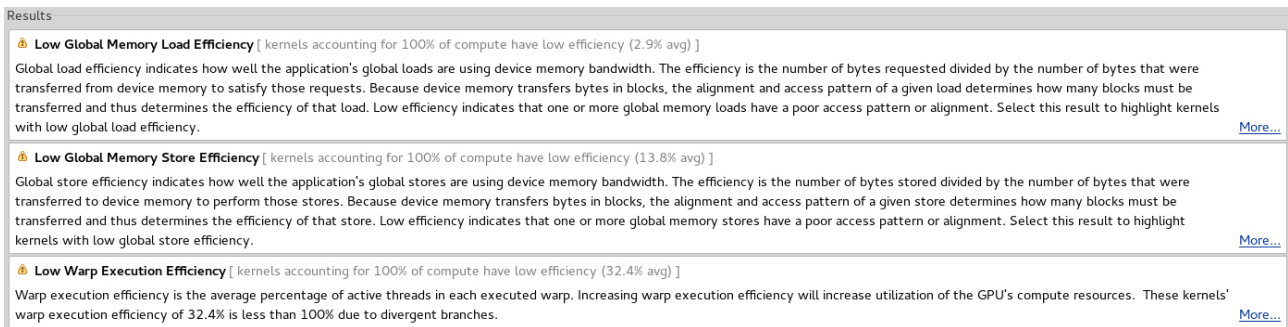 Results
Low Global Memory Load Efficiency [ kernels accounting for 100% of compute have low efficiency (2.9% avg) ]
Global load efficiency indicates how well the application's global loads are using device memory bandwidth. The efficiency is the number of bytes requested divided by the number of bytes that were
transferred from device memory to satisfy those requests. Because device memory transfers bytes in blocks, the alignment and access pattern of a given load determines how many blocks must be
transferred and thus determines the efficiency of that load. Low efficiency indicates that one or more global memory loads have a poor access pattern or alignment. Select this result to highlight kernels
with low global load efficiency. More...
Low Global Memory Store Efficiency [ kernels accounting for 100% of compute have low efficiency (13.8% avg) ]
Global store efficiency indicates how well the application's global stores are using device memory bandwidth. The efficiency is the number of bytes stored divided by the number of bytes that were
transferred to device memory to perform those stores. Because device memory transfers bytes in blocks, the alignment and access pattern of a given store determines how many blocks must be
transferred and thus determines the efficiency of that store. Low efficiency indicates that one or more global memory stores have a poor access pattern or alignment. Select this result to highlight
kernels with low global store efficiency. More...
Low Warp Execution Efficiency [ kernels accounting for 100% of compute have low efficiency (32.4% avg) ]
Warp execution efficiency is the average percentage of active threads in each executed warp. Increasing warp execution efficiency will increase utilization of the GPU's compute resources.  These kernels'
warp execution efficiency of 32.4% is less than 100% due to divergent branches. More...